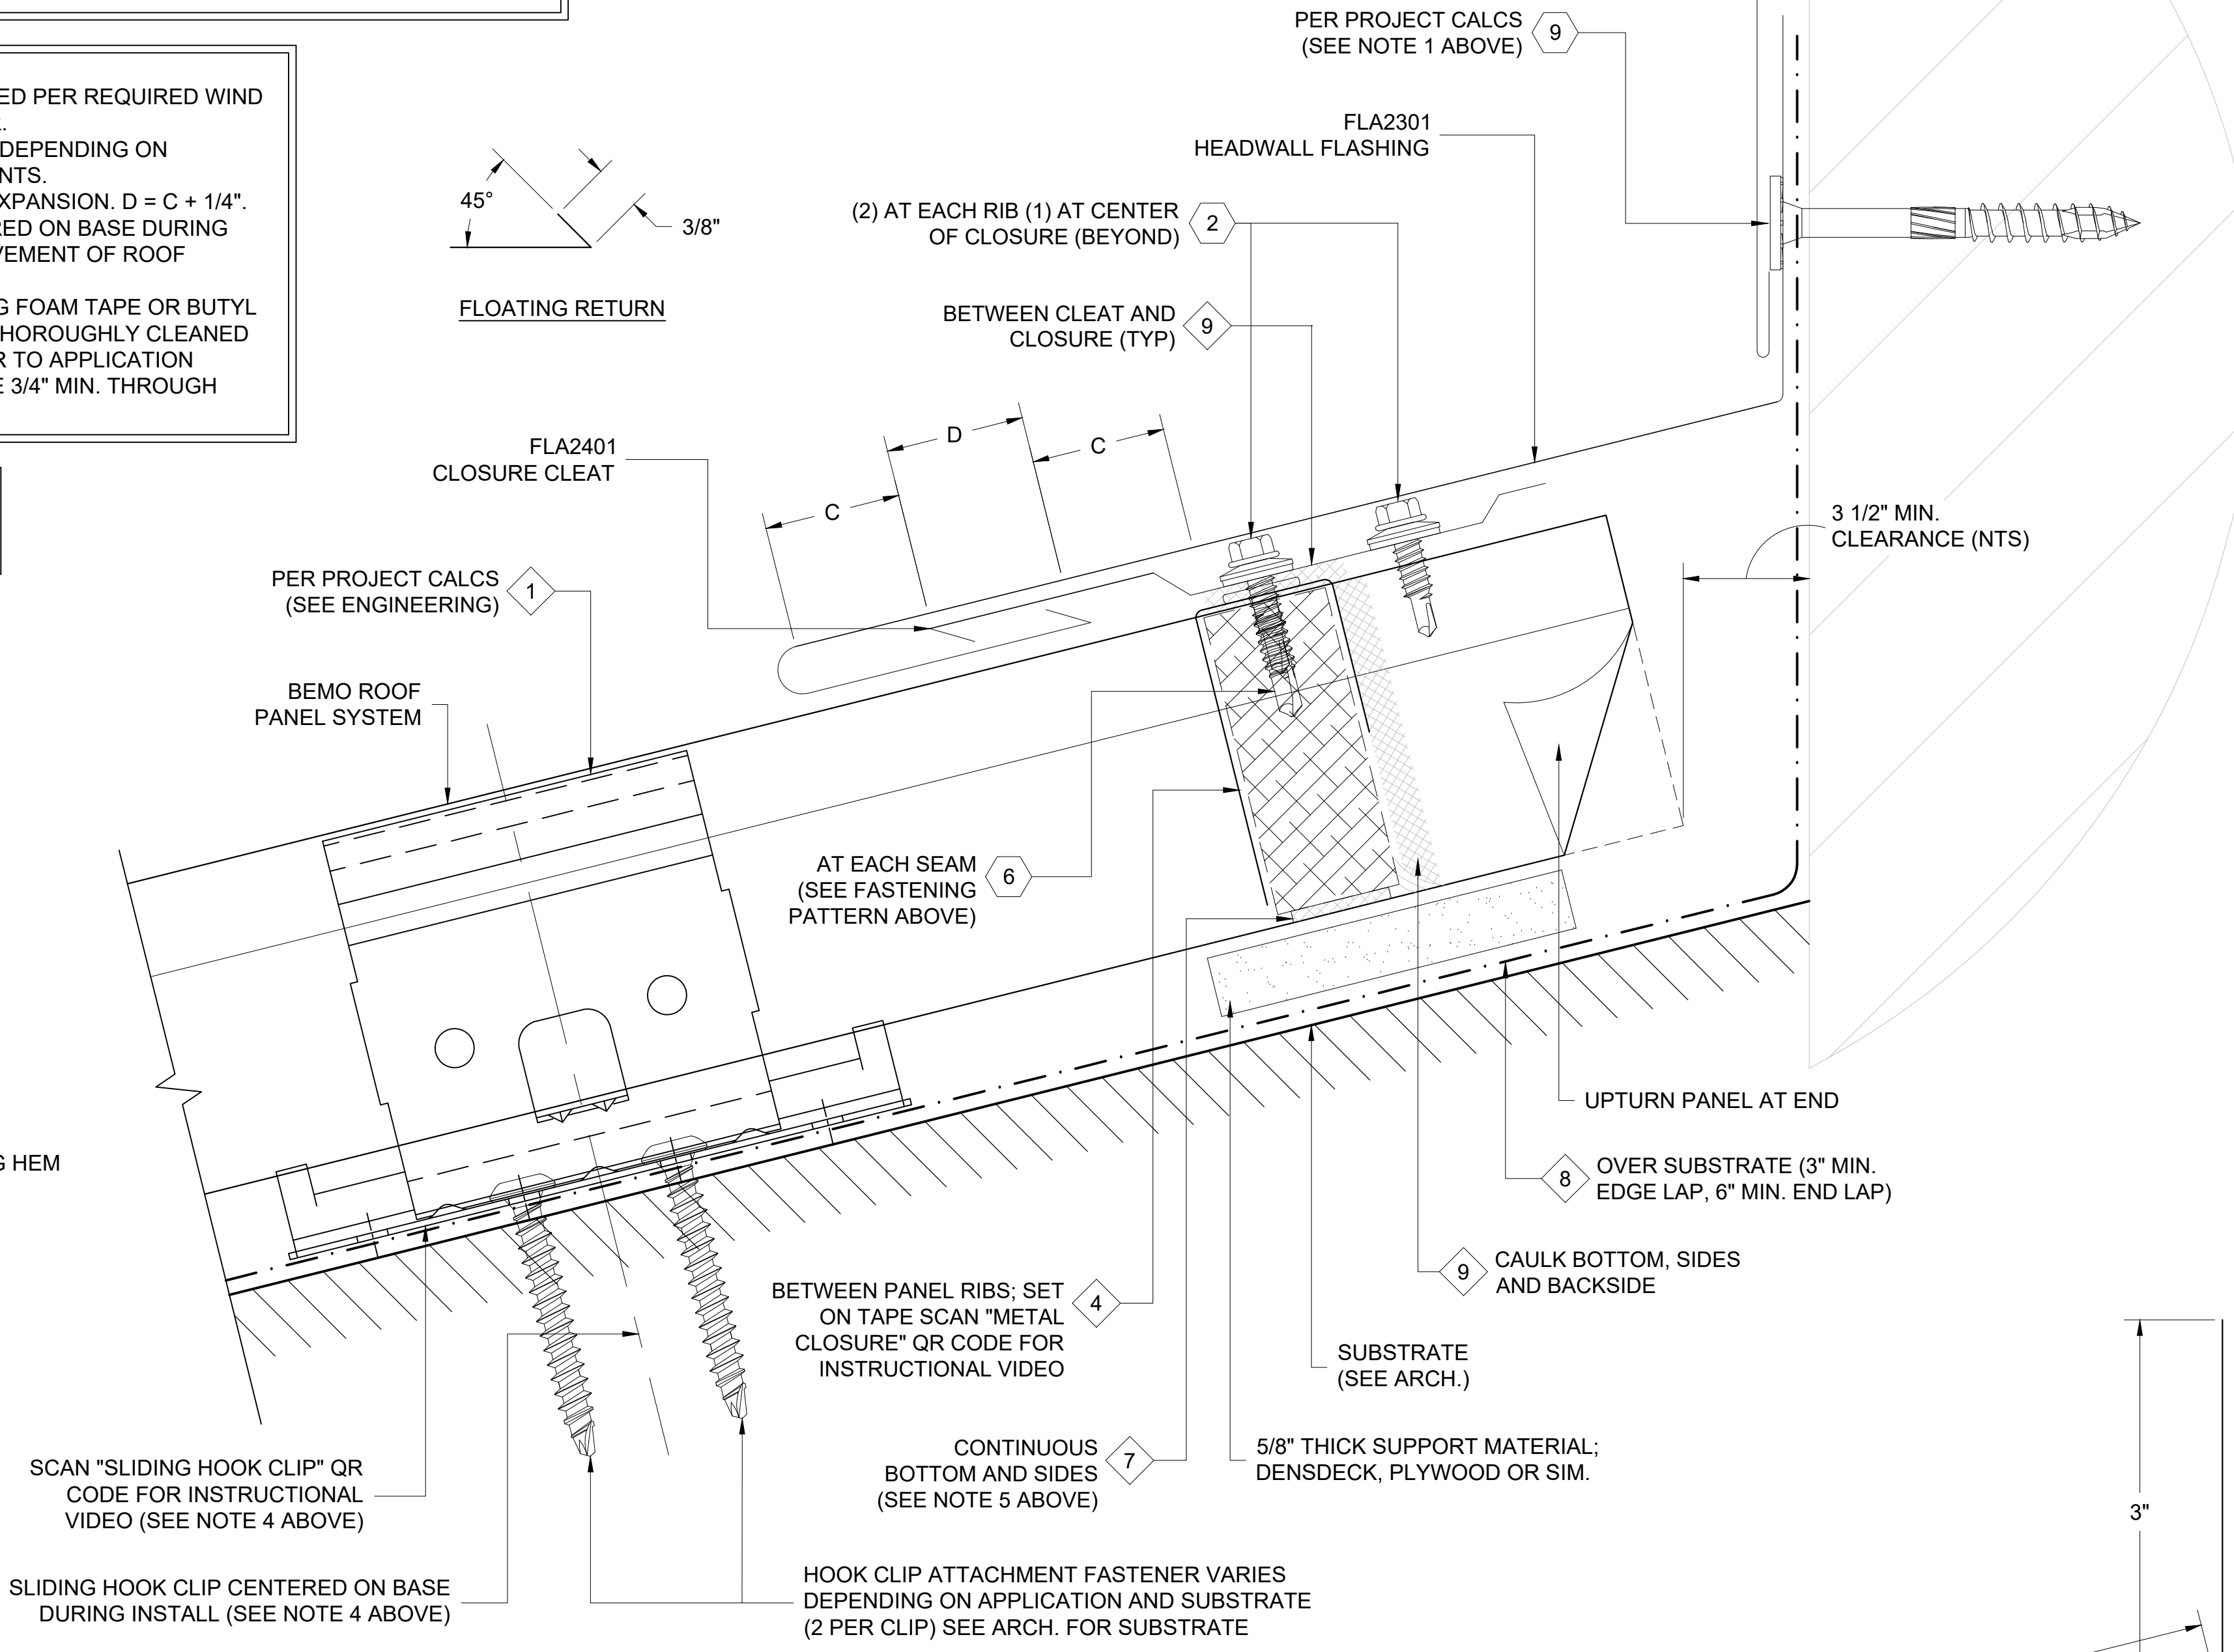 ED PER REQUIRED WIND
DEPENDING ON
NTS.
XPANSION. D = C + 1/4".
RED ON BASE DURING
VEMENT OF ROOF
G FOAM TAPE OR BUTYL
THOROUGHLY CLEANED
R TO APPLICATION
E 3/4" MIN. THROUGH
45°
3/8"
FLOATING RETURN
PER PROJECT CALCS
(SEE NOTE 1 ABOVE)
9
FLA2301
HEADWALL FLASHING
(2) AT EACH RIB (1) AT CENTER
OF CLOSURE (BEYOND)
2
BETWEEN CLEAT AND
CLOSURE (TYP)
9
FLA2401
CLOSURE CLEAT
C
D
C
3 1/2" MIN.
CLEARANCE (NTS)
PER PROJECT CALCS
(SEE ENGINEERING)
1
BEMO ROOF
PANEL SYSTEM
AT EACH SEAM
(SEE FASTENING
PATTERN ABOVE)
6
UPTURN PANEL AT END
G HEM
8
OVER SUBSTRATE (3" MIN.
EDGE LAP, 6" MIN. END LAP)
9
CAULK BOTTOM, SIDES
AND BACKSIDE
BETWEEN PANEL RIBS; SET
ON TAPE SCAN "METAL
CLOSURE" QR CODE FOR
INSTRUCTIONAL VIDEO
4
SUBSTRATE
(SEE ARCH.)
CONTINUOUS
BOTTOM AND SIDES
(SEE NOTE 5 ABOVE)
7
5/8" THICK SUPPORT MATERIAL;
DENSDECK, PLYWOOD OR SIM.
SCAN "SLIDING HOOK CLIP" QR
CODE FOR INSTRUCTIONAL
VIDEO (SEE NOTE 4 ABOVE)
SLIDING HOOK CLIP CENTERED ON BASE
DURING INSTALL (SEE NOTE 4 ABOVE)
HOOK CLIP ATTACHMENT FASTENER VARIES
DEPENDING ON APPLICATION AND SUBSTRATE
(2 PER CLIP) SEE ARCH. FOR SUBSTRATE
3"